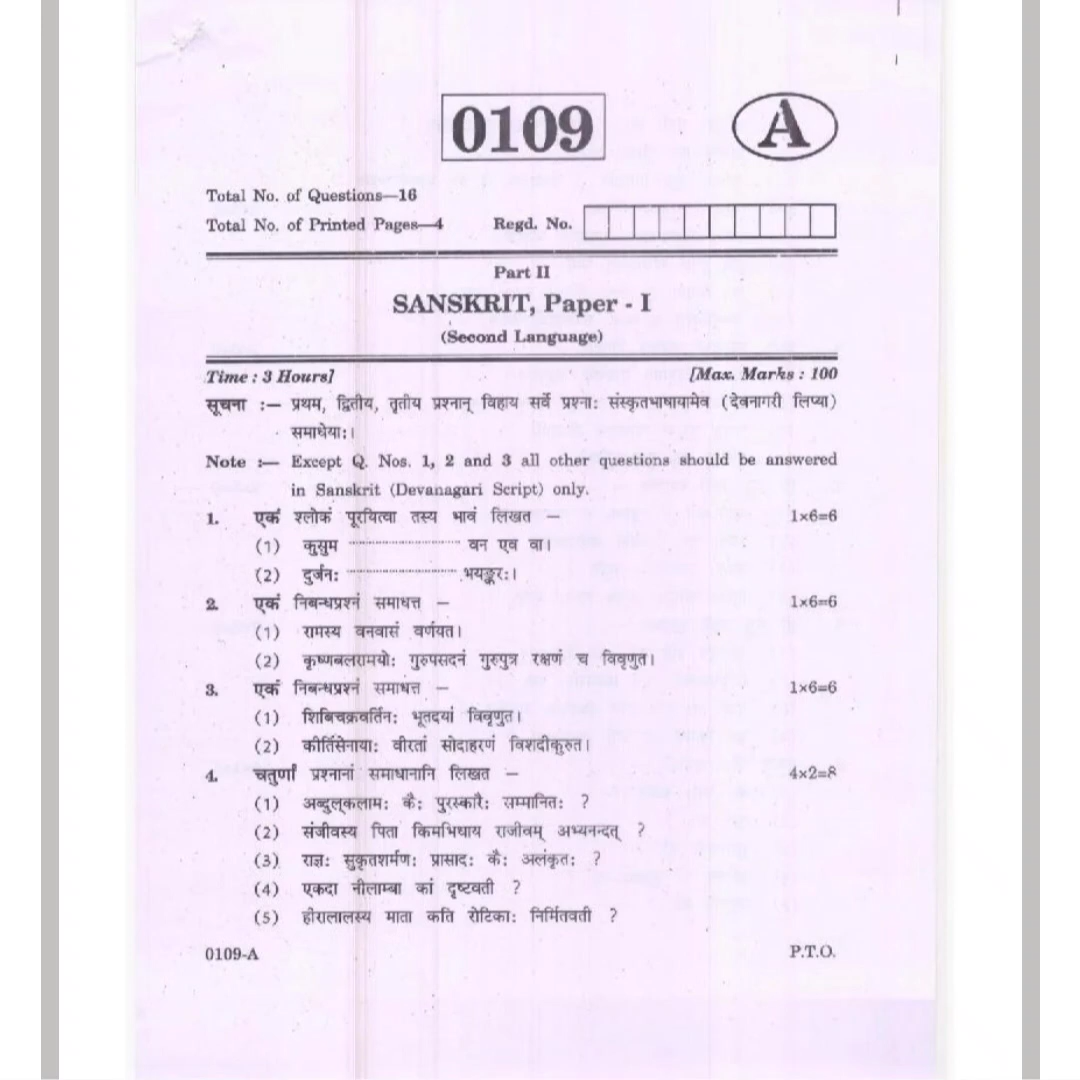 0109 A
Total No. of Questions—16
Total No. of Printed Pages—4 Regd. No.
Part II
SANSKRIT, Paper - I
(Second Language)
Time : 3 Hours] [Max. Marks : 100
सूचना :— प्रथम, द्वितीय, तृतीय प्रश्नान् विहाय सर्वे प्रश्नाः संस्कृतभाषायामेव (देवनागरी लिप्या)
समाधेयाः।
Note :— Except Q. Nos. 1, 2 and 3 all other questions should be answered
in Sanskrit (Devanagari Script) only.
1. एकं श्लोकं पूरयित्वा तस्य भावं लिखत – 1×6=6
(1) कुसुम ........................ वन एव वा।
(2) दुर्जनः ........................ भयङ्करः।
2. एकं निबन्धप्रश्नं समाधत्त – 1×6=6
(1) रामस्य वनवासं वर्णयत।
(2) कृष्णबलरामयोः गुरुपसदनं गुरुपुत्र रक्षणं च विवृणुत।
3. एकं निबन्धप्रश्नं समाधत्त – 1×6=6
(1) शिबिचक्रवर्तिनः भूतदयां विवृणुत।
(2) कीर्तिसेनायाः वीरतां सोदाहरणं विशदीकुरुत।
4. चतुर्णां प्रश्नानां समाधानानि लिखत – 4×2=8
(1) अब्दुल्कलामः कैः पुरस्कारैः सम्मानितः ?
(2) संजीवस्य पिता किमभिधाय राजीवम् अभ्यनन्दत् ?
(3) राज्ञः सुकृतशर्मणः प्रासादः कैः अलंकृतः ?
(4) एकदा नीलाम्बा कां दृष्टवती ?
(5) हीरालालस्य माता कति रोटिकाः निर्मितवती ?
0109-A P.T.O.